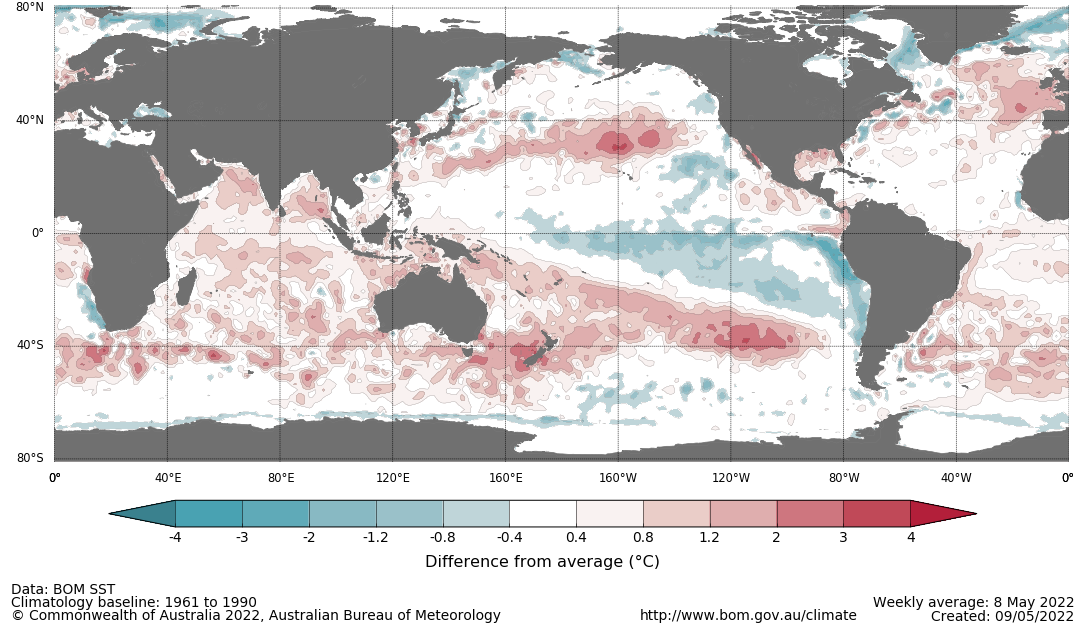 80°N
40°N
0°
40°S
80°S
0° 40°E 80°E 120°E 160°E 160°W 120°W 80°W 40°W 0°
-4 -3 -2 -1.2 -0.8 -0.4 0.4 0.8 1.2 2 3 4
Difference from average (°C)
Data: BOM SST
Climatology baseline: 1961 to 1990
© Commonwealth of Australia 2022, Australian Bureau of Meteorology
http://www.bom.gov.au/climate
Weekly average: 8 May 2022
Created: 09/05/2022